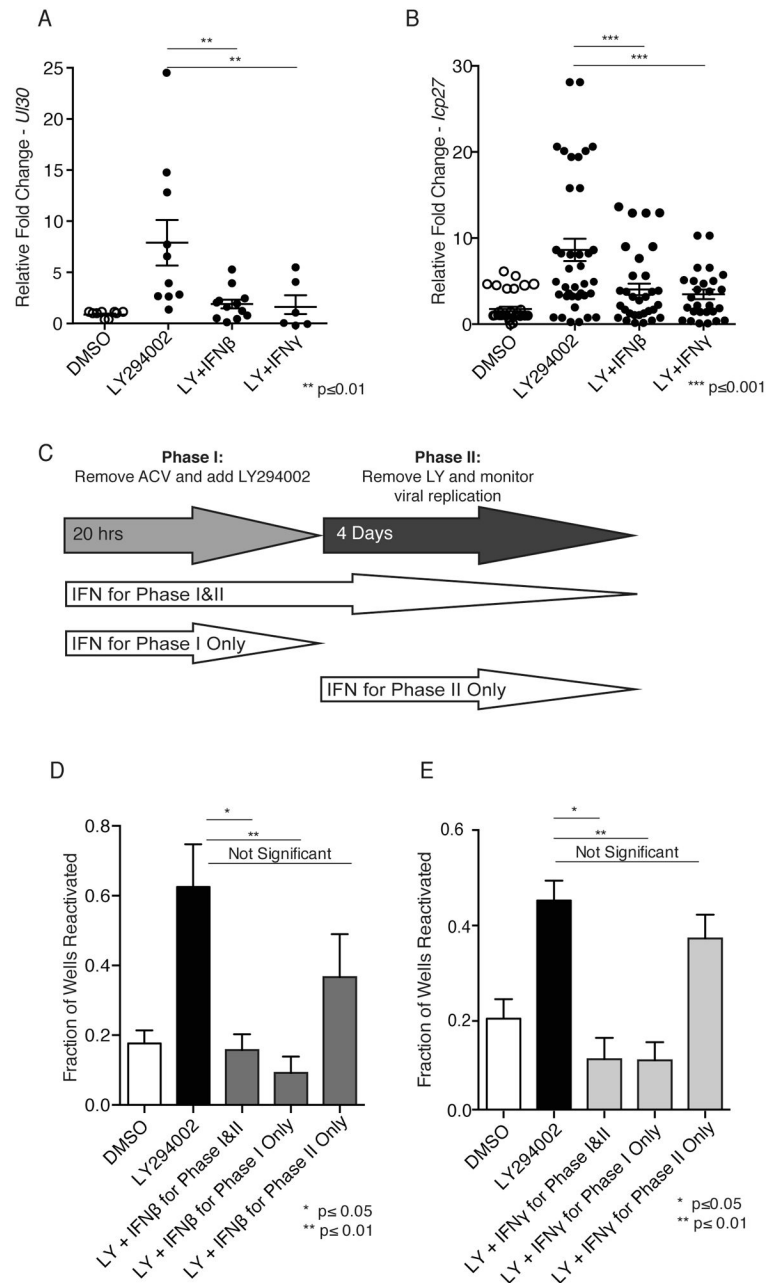 A
**
**
Relative Fold Change - Ul30
25
20
15
10
5
0
DMSO
LY294002
LY+IFNβ
LY+IFNγ
** p≤0.01
B
***
***
Relative Fold Change - Icp27
30
20
10
0
DMSO
LY294002
LY+IFNβ
LY+IFNγ
*** p≤0.001
C
Phase I:
Remove ACV and add LY294002
Phase II:
Remove LY and monitor
viral replication
20 hrs
4 Days
IFN for Phase I&II
IFN for Phase I Only
IFN for Phase II Only
D
*
**
Not Significant
Fraction of Wells Reactivated
0.8
0.6
0.4
0.2
0.0
DMSO
LY294002
LY + IFNβ for Phase I&II
LY + IFNβ for Phase I Only
LY + IFNβ for Phase II Only
* p≤ 0.05
** p≤ 0.01
E
*
**
Not Significant
Fraction of Wells Reactivated
0.6
0.4
0.2
0.0
DMSO
LY294002
LY + IFNγ for Phase I&II
LY + IFNγ for Phase I Only
LY + IFNγ for Phase II Only
* p≤0.05
** p≤ 0.01